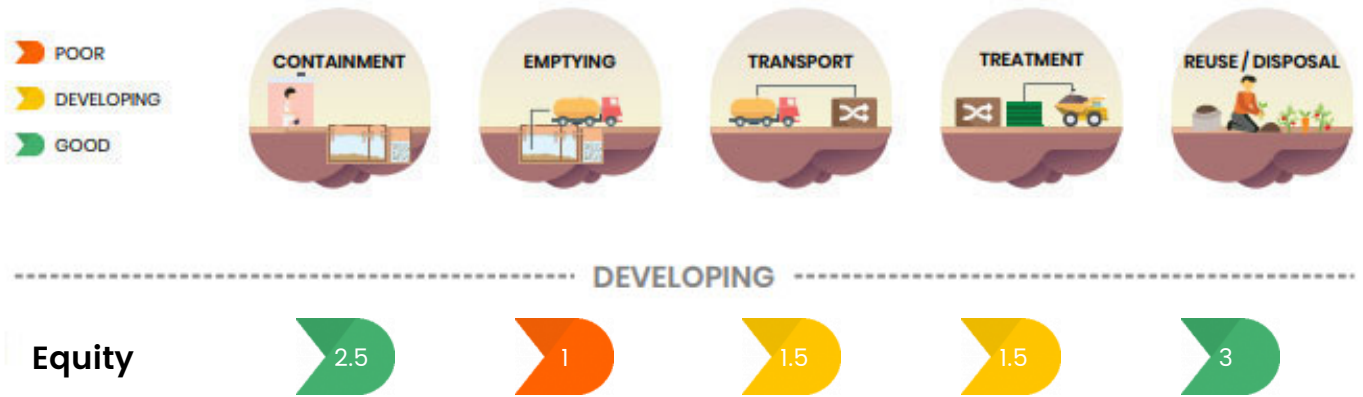 POOR
DEVELOPING
GOOD
CONTAINMENT
EMPTYING
TRANSPORT
TREATMENT
REUSE / DISPOSAL
DEVELOPING
Equity
2.5
1
1.5
1.5
3